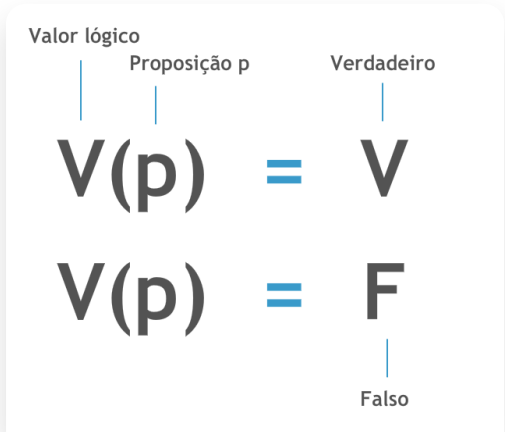 Valor lógico
Proposição p
Verdadeiro
V(p) = V
V(p) = F
Falso